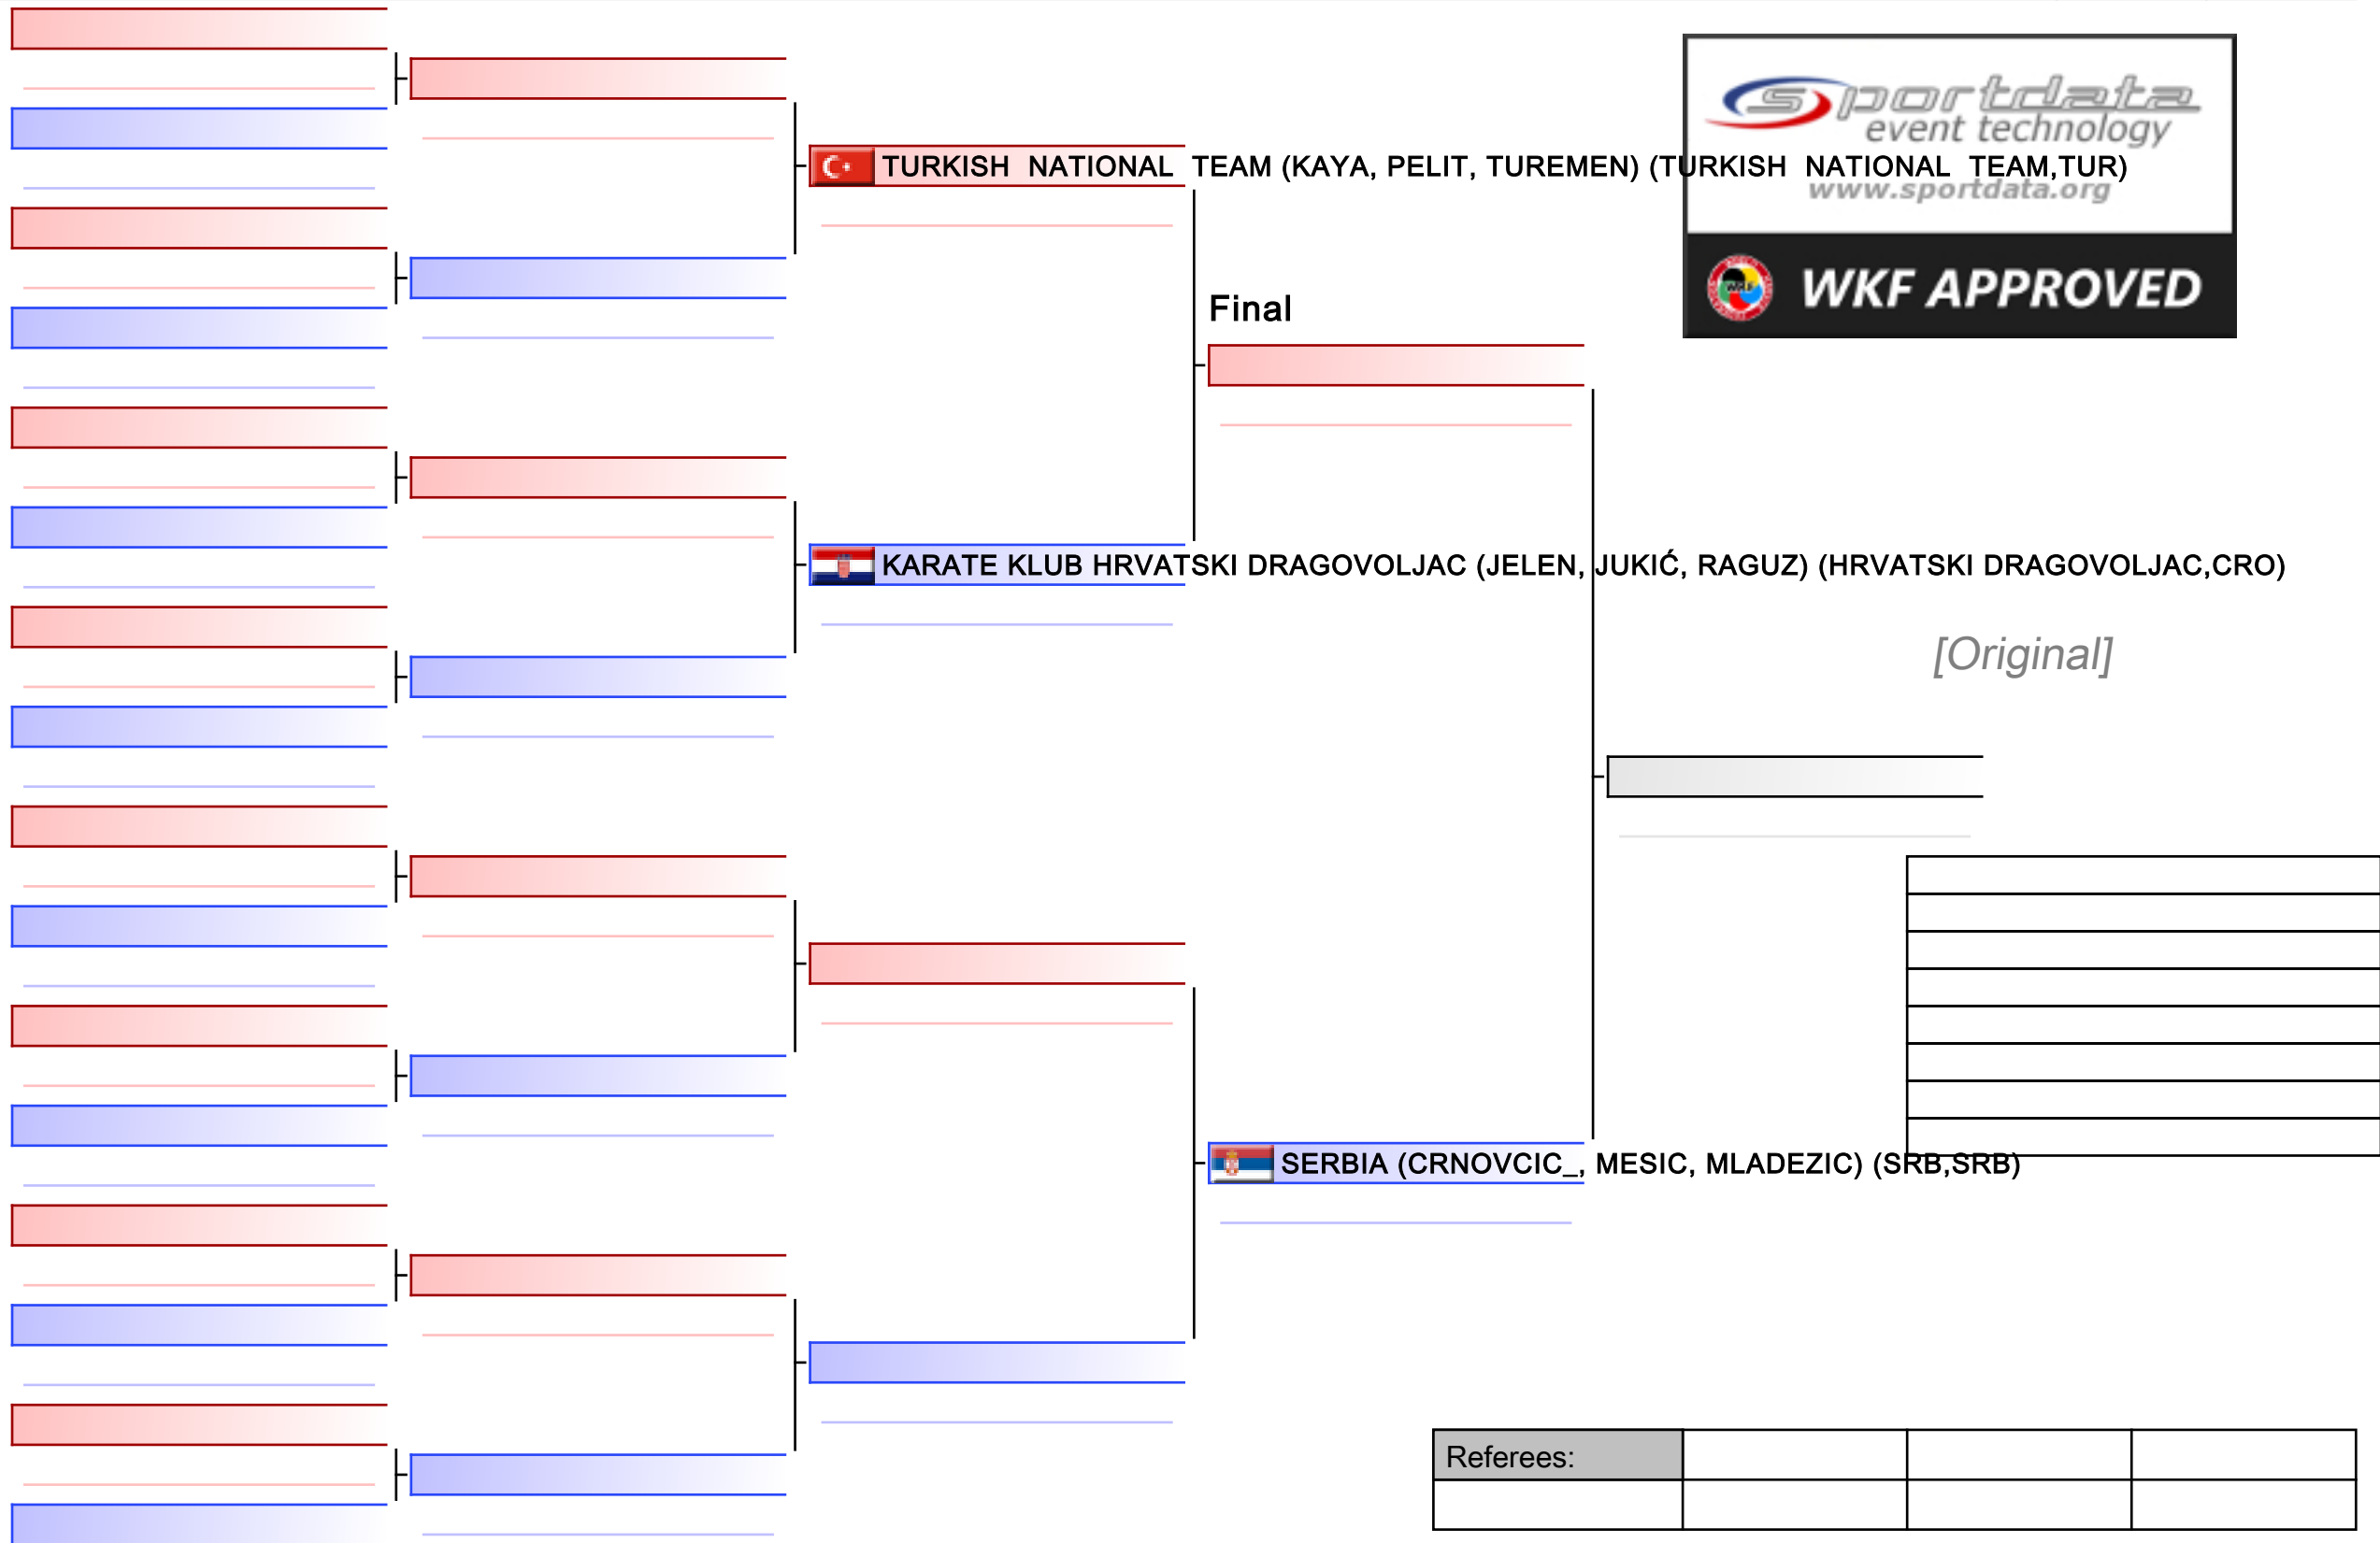 sportdata
event technology
TURKISH NATIONAL TEAM (KAYA, PELIT, TUREMEN) (TURKISH NATIONAL TEAM,TUR)
www.sportdata.org
WKF APPROVED
Final
KARATE KLUB HRVATSKI DRAGOVOLJAC (JELEN, JUKIĆ, RAGUZ) (HRVATSKI DRAGOVOLJAC,CRO)
[Original]
SERBIA (CRNOVCIC_, MESIC, MLADEZIC) (SRB,SRB)
Referees: